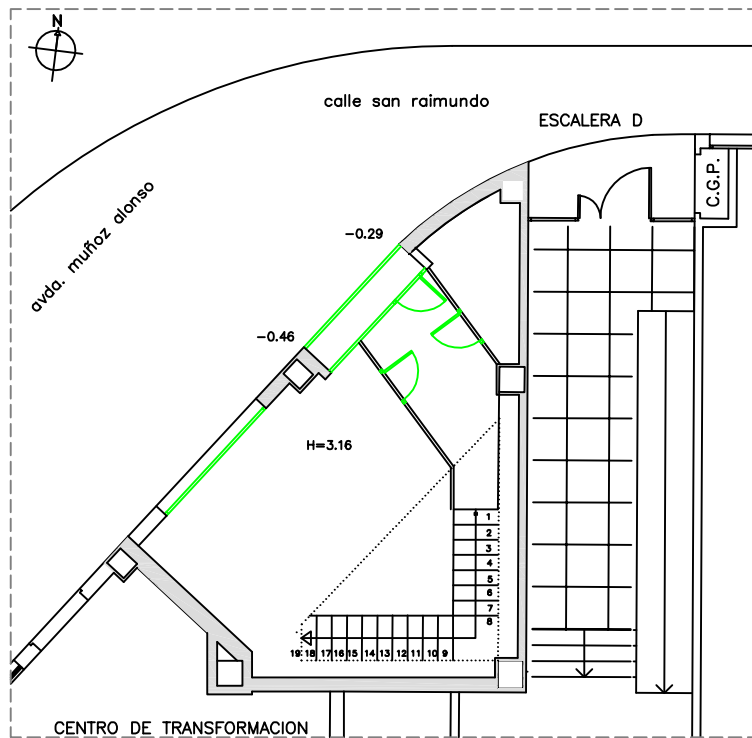 N
calle san raimundo
ESCALERA D
C.G.P.
avda. muñoz alonso
-0.29
-0.46
H=3.16
1
2
3
4
5
6
7
8
19 18 17 16 15 14 13 12 11 10 9
CENTRO DE TRANSFORMACION